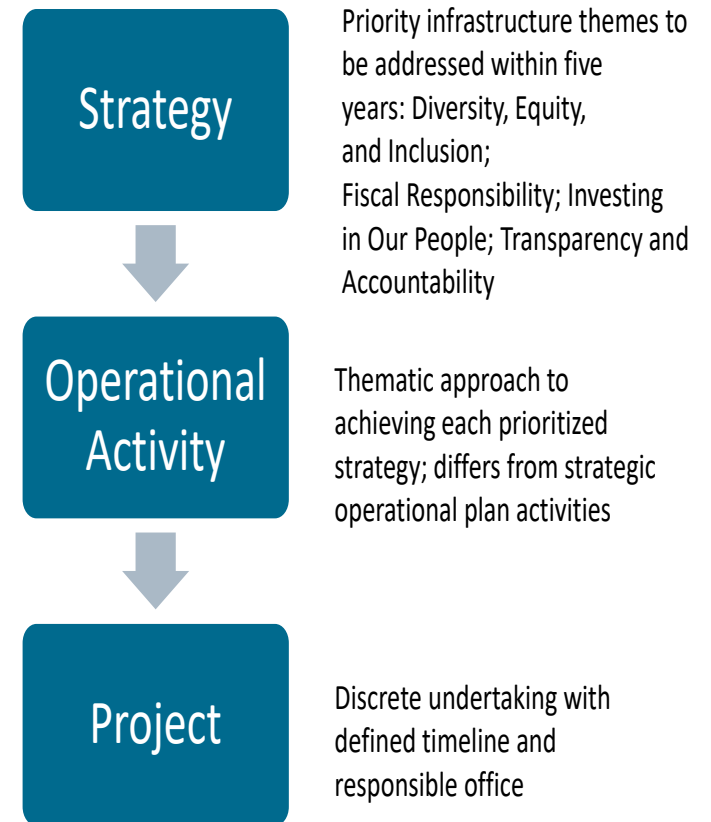 Strategy
Priority infrastructure themes to
be addressed within five
years: Diversity, Equity,
and Inclusion;
Fiscal Responsibility; Investing
in Our People; Transparency and
Accountability
Operational
Activity
Thematic approach to
achieving each prioritized
strategy; differs from strategic
operational plan activities
Project
Discrete undertaking with
defined timeline and
responsible office